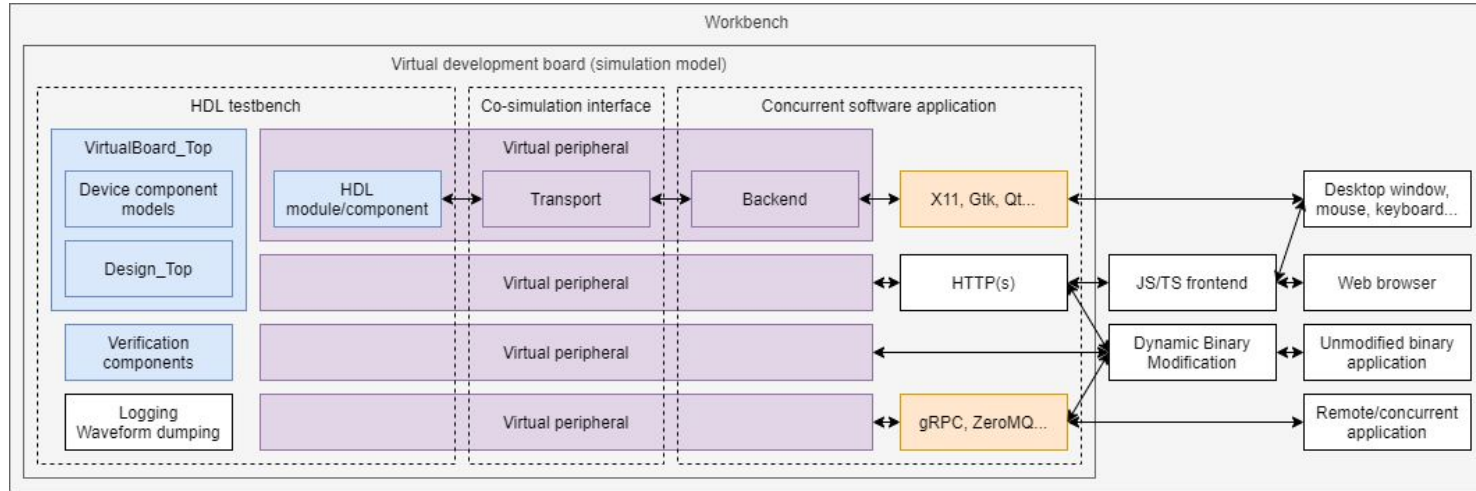 Workbench
Virtual development board (simulation model)
HDL testbench
Co-simulation interface
Concurrent software application
VirtualBoard_Top
Device component
models
Design_Top
Verification
components
Logging
Waveform dumping
Virtual peripheral
HDL
module/component
Transport
Backend
X11, Gtk, Qt...
Desktop window,
mouse, keyboard...
Virtual peripheral
HTTP(s)
JS/TS frontend
Web browser
Virtual peripheral
Dynamic Binary
Modification
Unmodified binary
application
Virtual peripheral
gRPC, ZeroMQ...
Remote/concurrent
application